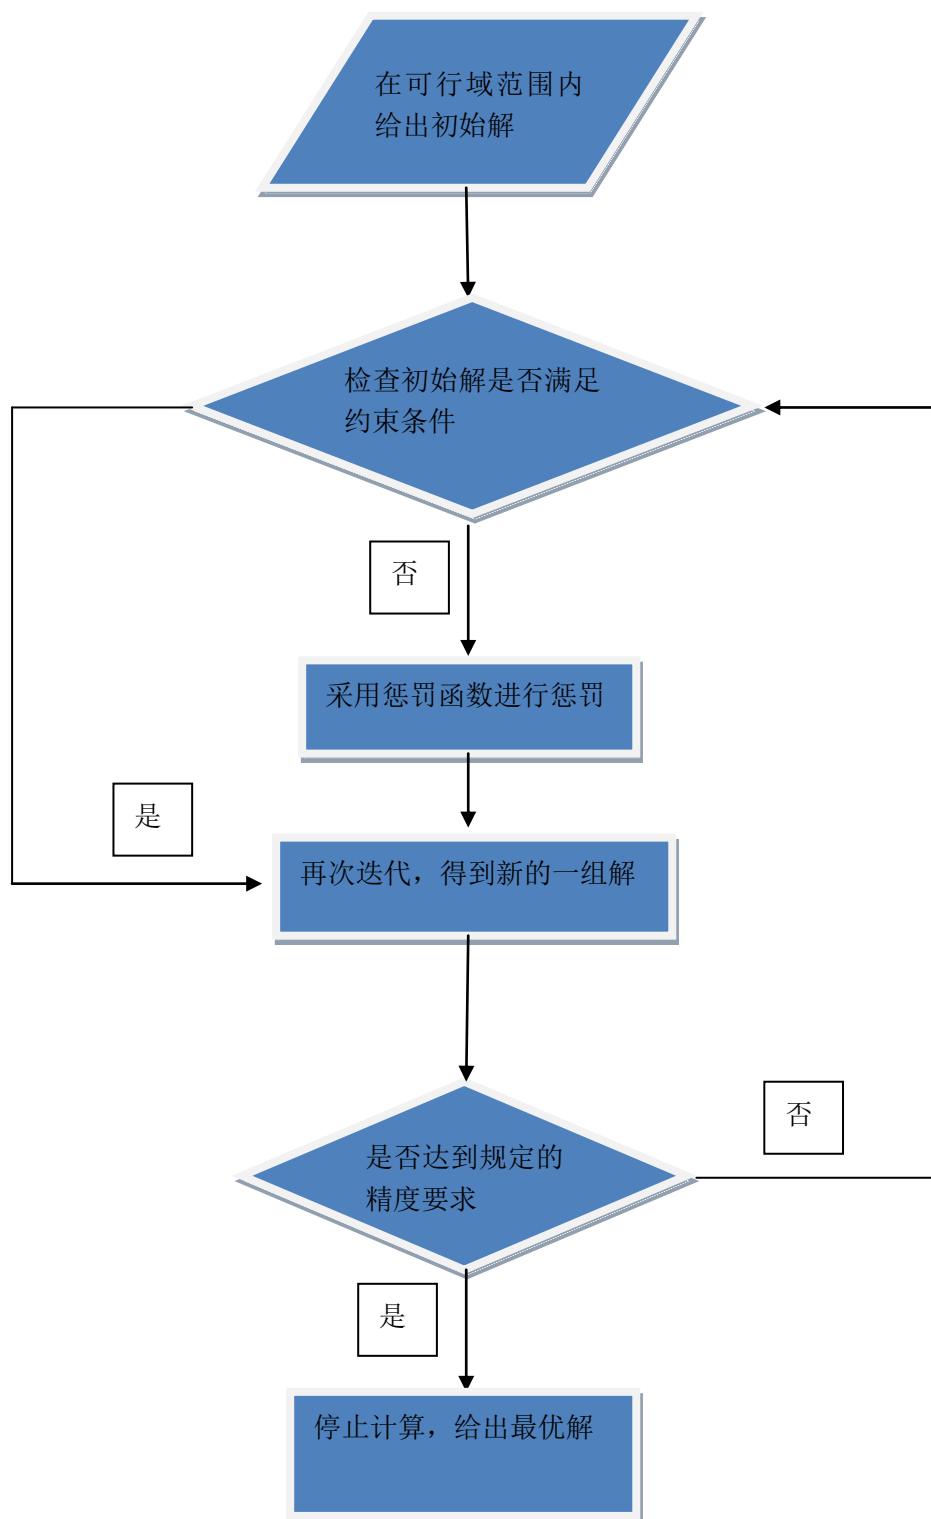 在可行域范围内
给出初始解
检查初始解是否满足
约束条件
否
采用惩罚函数进行惩罚
是
再次迭代，得到新的一组解
否
是否达到规定的
精度要求
是
停止计算，给出最优解